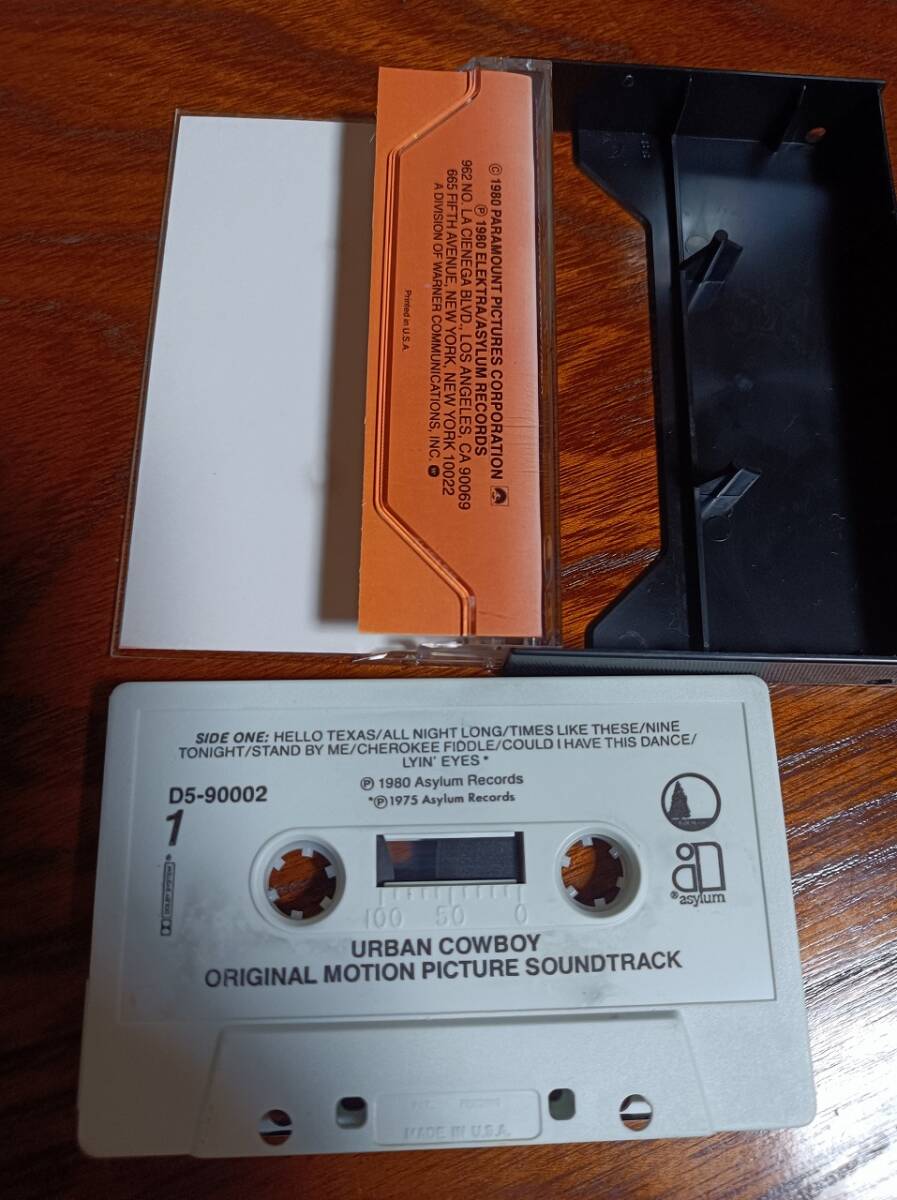 © 1980 PARAMOUNT PICTURES CORPORATION
℗ 1980 ELEKTRA/ASYLUM RECORDS
962 NO. LA CIENEGA BLVD., LOS ANGELES, CA 90069
665 FIFTH AVENUE, NEW YORK, NEW YORK 10022
A DIVISION OF WARNER COMMUNICATIONS, INC.
Printed in U.S.A.
SIDE ONE: HELLO TEXAS/ALL NIGHT LONG/TIMES LIKE THESE/NINE
TONIGHT/STAND BY ME/CHEROKEE FIDDLE/COULD I HAVE THIS DANCE/
LYIN' EYES *
℗ 1980 Asylum Records
*℗ 1975 Asylum Records
D5-90002
1
® DOLBY SYSTEM
® asylum
100 50 0
URBAN COWBOY
ORIGINAL MOTION PICTURE SOUNDTRACK
PAT. PENDING
MADE IN U.S.A.